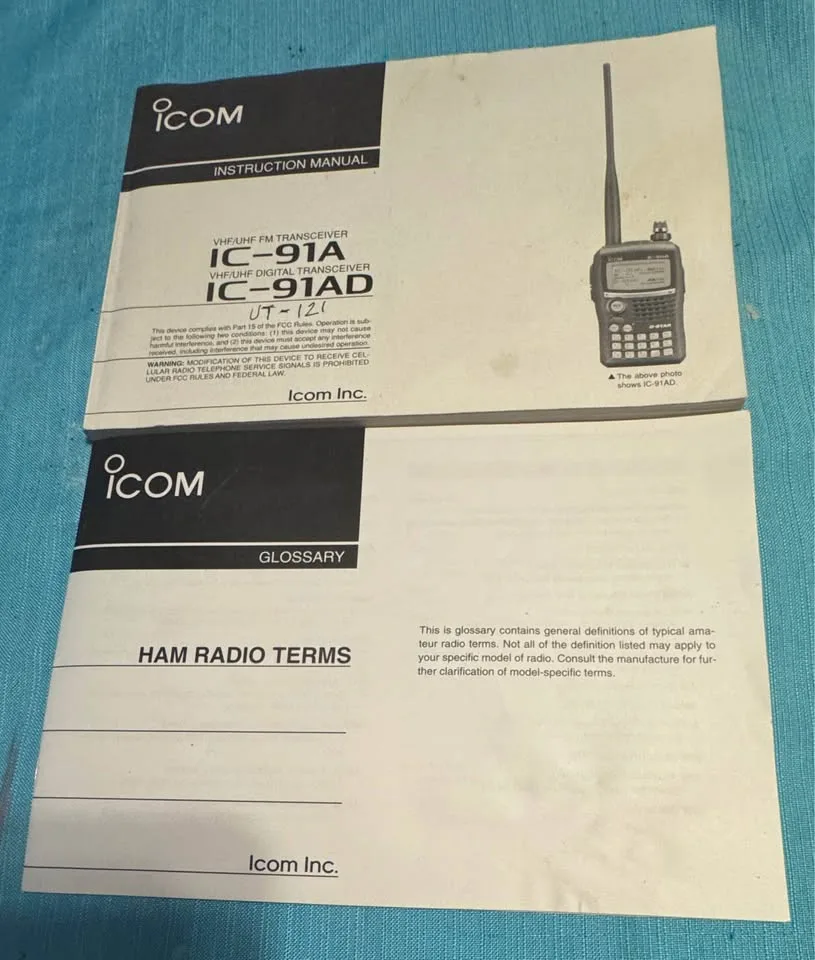 ICOM
INSTRUCTION MANUAL
VHF/UHF FM TRANSCEIVER
IC-91A
VHF/UHF DIGITAL TRANSCEIVER
IC-91AD
UT-121
This device complies with Part 15 of the FCC Rules. Operation is sub-
ject to the following two conditions: (1) this device may not cause
harmful interference, and (2) this device must accept any interference
received, including interference that may cause undesired operation.
WARNING: MODIFICATION OF THIS DEVICE TO RECEIVE CEL-
LULAR RADIO TELEPHONE SERVICE SIGNALS IS PROHIBITED
UNDER FCC RULES AND FEDERAL LAW.
Icom Inc.
ICOM
IC-91AD
D-STAR
▲ The above photo
shows IC-91AD.
ICOM
GLOSSARY
HAM RADIO TERMS
This is glossary contains general definitions of typical ama-
teur radio terms. Not all of the definition listed may apply to
your specific model of radio. Consult the manufacture for fur-
ther clarification of model-specific terms.
Icom Inc.